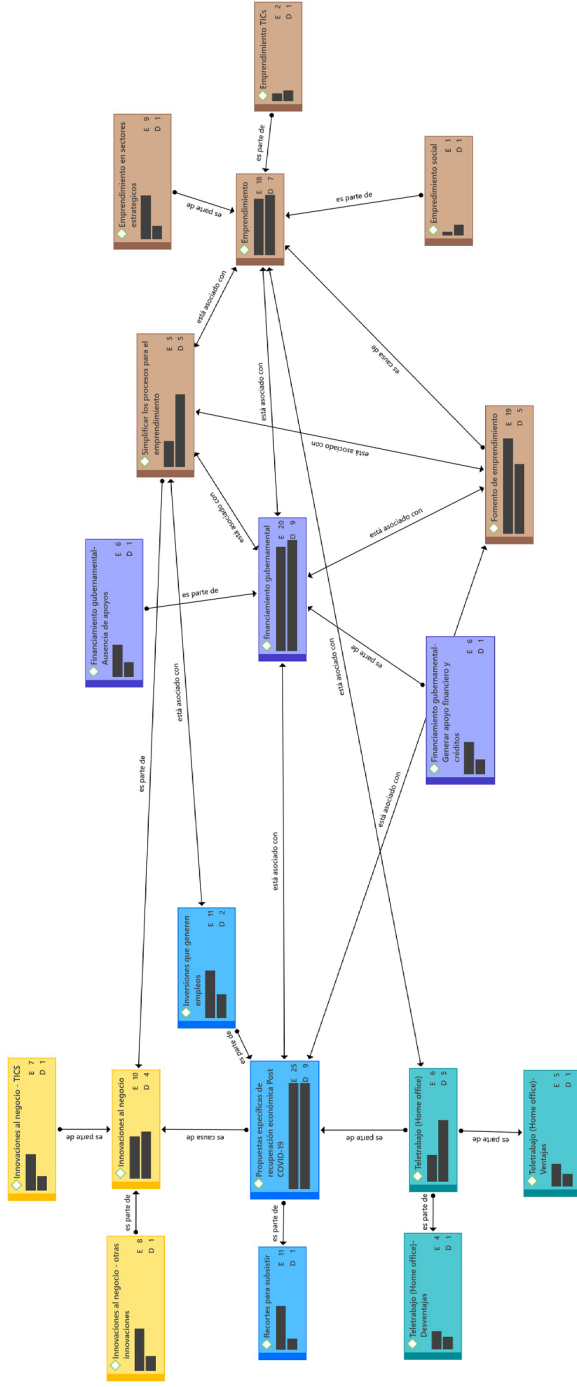 Innovaciones al negocio - TICS
E 7
D 1
es parte de
Financiamiento gubernamental-
Ausencia de apoyos
E 6
D 1
Innovaciones al negocio - otras
innovaciones
E 8
D 1
es parte de
Innovaciones al negocio
E 10
D 4
es parte de
Emprendimiento en sectores
estrategicos
E 9
D 1
Simplificar los procesos para el
emprendimiento
E 5
D 5
está asociado con
es parte de
Inversiones que generen
empleos
E 11
D 2
es parte de
está asociado con
está asociado con
es parte de
es causa de
Emprendimiento
E 18
D 7
es parte de
Emprendimiento TICs
E 2
D 1
Recortes para subsistir
E 11
D 1
es parte de
Propuestas específicas de
recuperación económica Post
COVID-19
E 25
D 9
está asociado con
financiamiento gubernamental
E 20
D 9
está asociado con
está asociado con
está asociado con
es parte de
es parte de
está asociado con
está asociado con
es causa de
es parte de
Teletrabajo (Home office)-
Desventajas
E 4
D 1
es parte de
Teletrabajo (Home office)
E 6
D 5
está asociado con
Financiamiento gubernamental-
Generar apoyo financiero y
créditos
E 6
D 1
Empredimiento social
E 1
D 1
es parte de
Fomento de emprendimiento
E 19
D 5
Teletrabajo (Home office)-
Ventajas
E 5
D 1